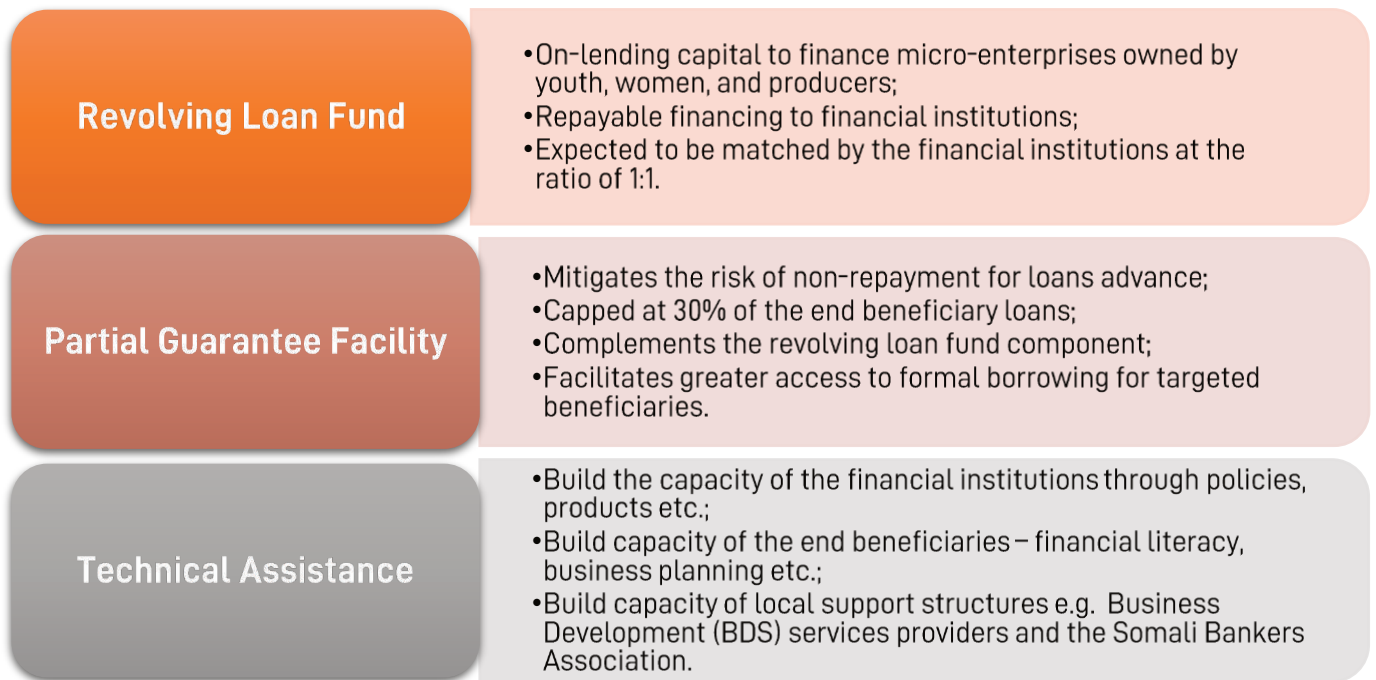 Revolving Loan Fund
•On-lending capital to finance micro-enterprises owned by
youth, women, and producers;
•Repayable financing to financial institutions;
•Expected to be matched by the financial institutions at the
ratio of 1:1.
Partial Guarantee Facility
•Mitigates the risk of non-repayment for loans advance;
•Capped at 30% of the end beneficiary loans;
•Complements the revolving loan fund component;
•Facilitates greater access to formal borrowing for targeted
beneficiaries.
Technical Assistance
•Build the capacity of the financial institutions through policies,
products etc.;
•Build capacity of the end beneficiaries – financial literacy,
business planning etc.;
•Build capacity of local support structures e.g. Business
Development (BDS) services providers and the Somali Bankers
Association.